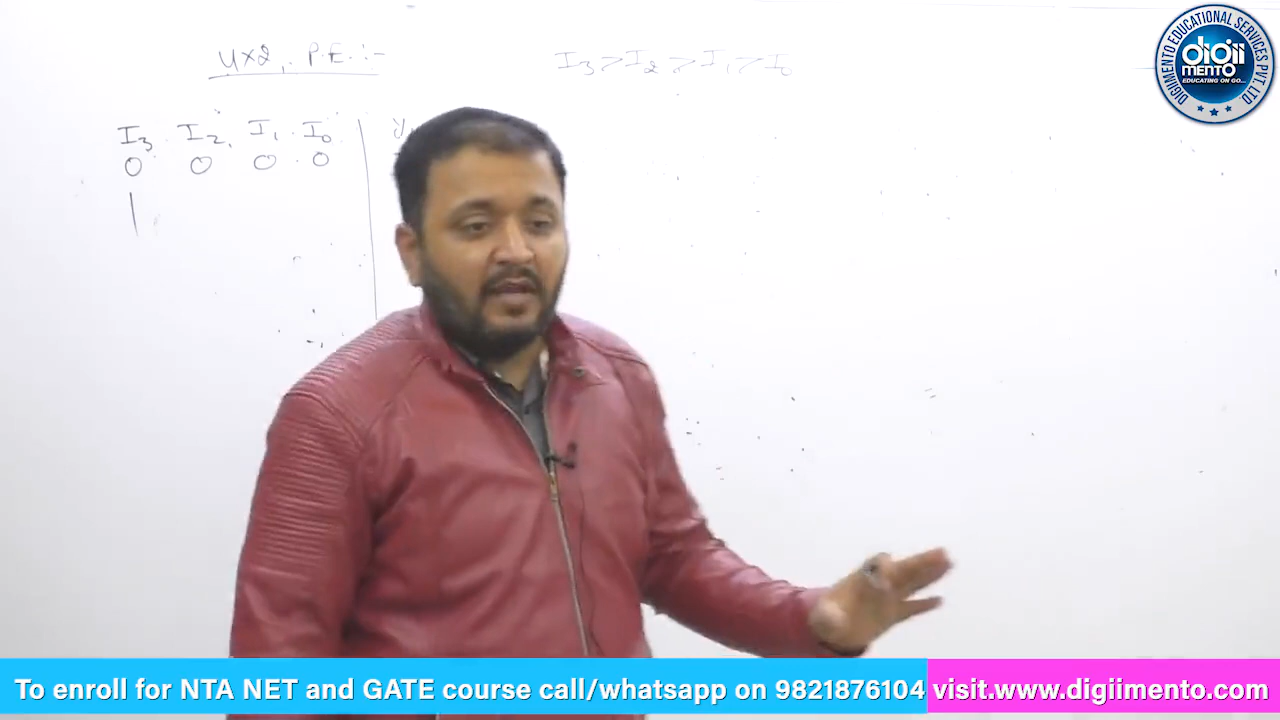 4×2, P.E. :-
I3 > I2 > I1 > I0
I3 I2 I1 I0
0 0 0 0
1
DIGIIMENTO EDUCATIONAL SERVICES PVT. LTD
digii
MENTO
EDUCATING ON GO...
To enroll for NTA NET and GATE course call/whatsapp on 9821876104 visit.www.digiimento.com